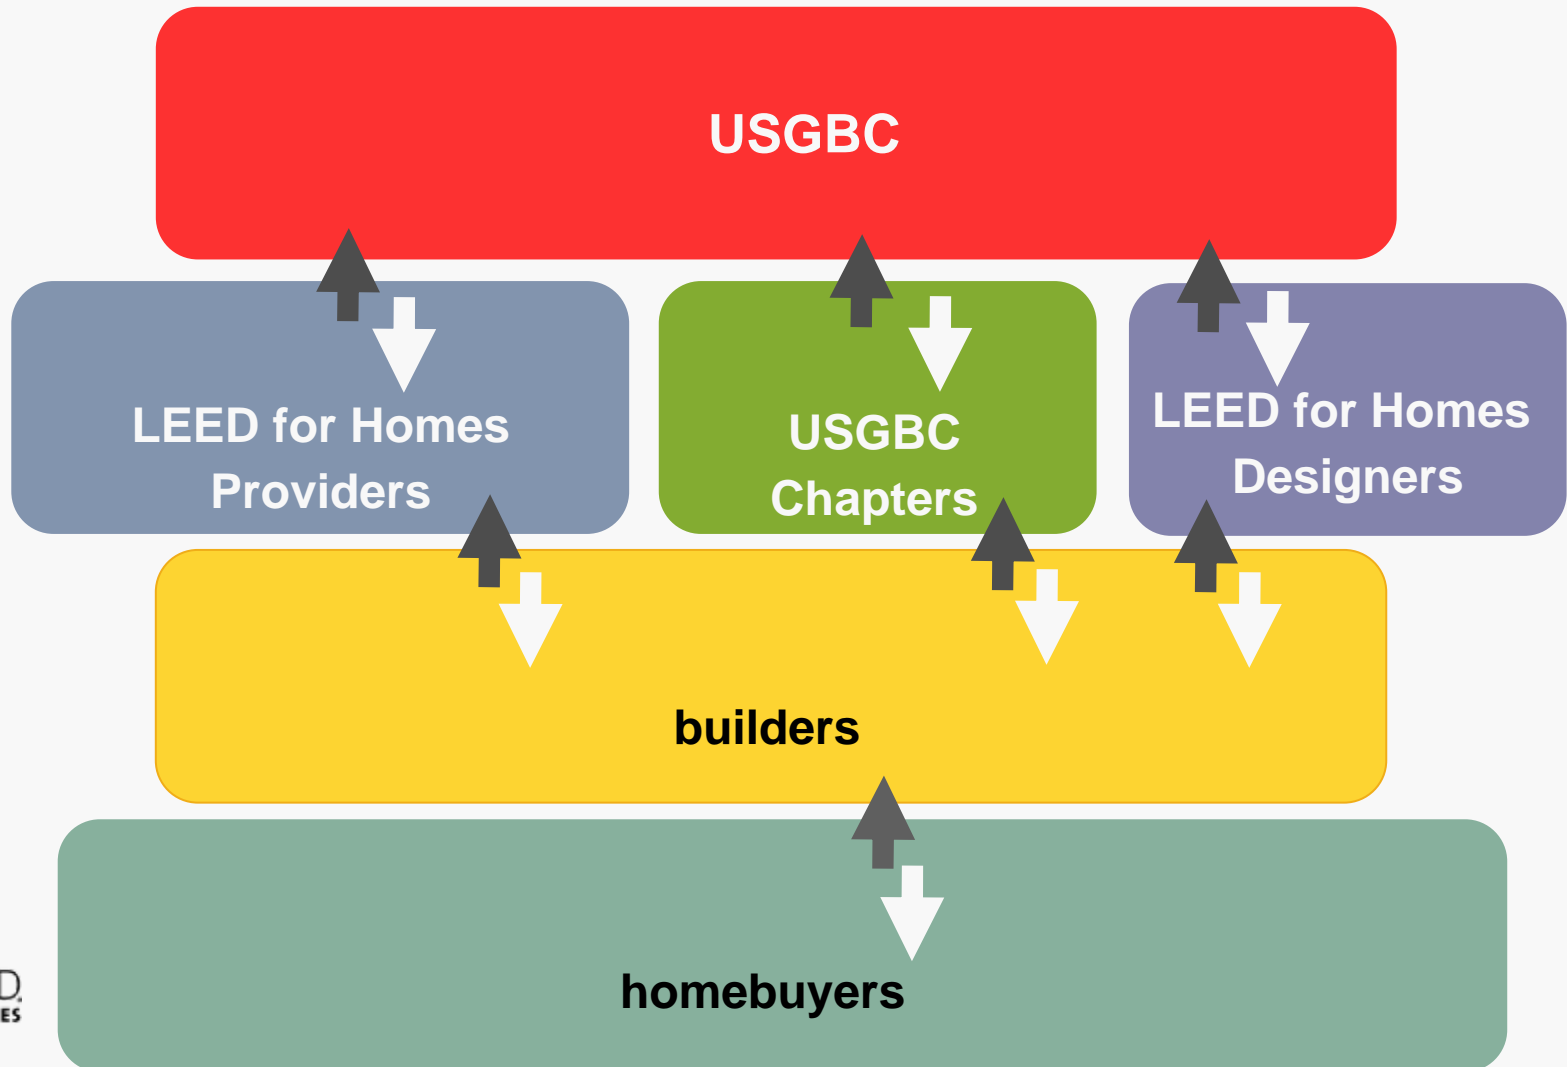 USGBC
LEED for Homes
Providers
USGBC
Chapters
LEED for Homes
Designers
builders
homebuyers